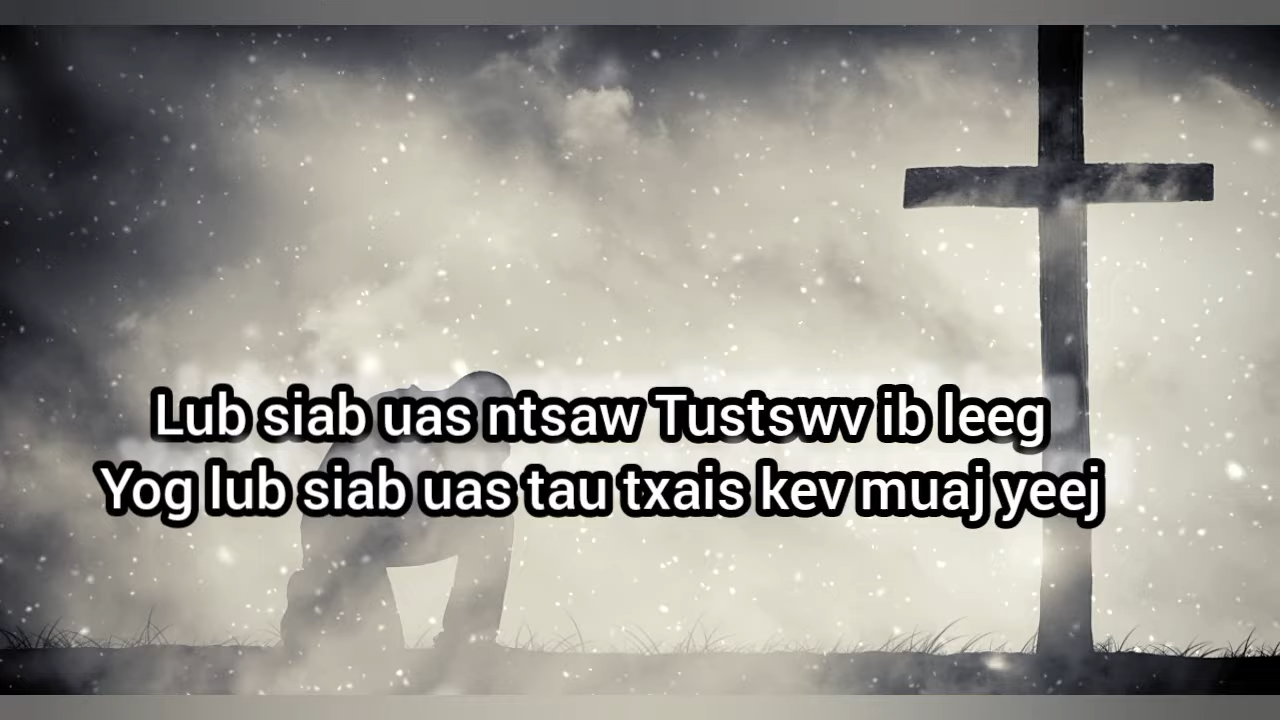 Lub siab uas ntsaw Tustswv ib leeg
Yog lub siab uas tau txais kev muaj yeej